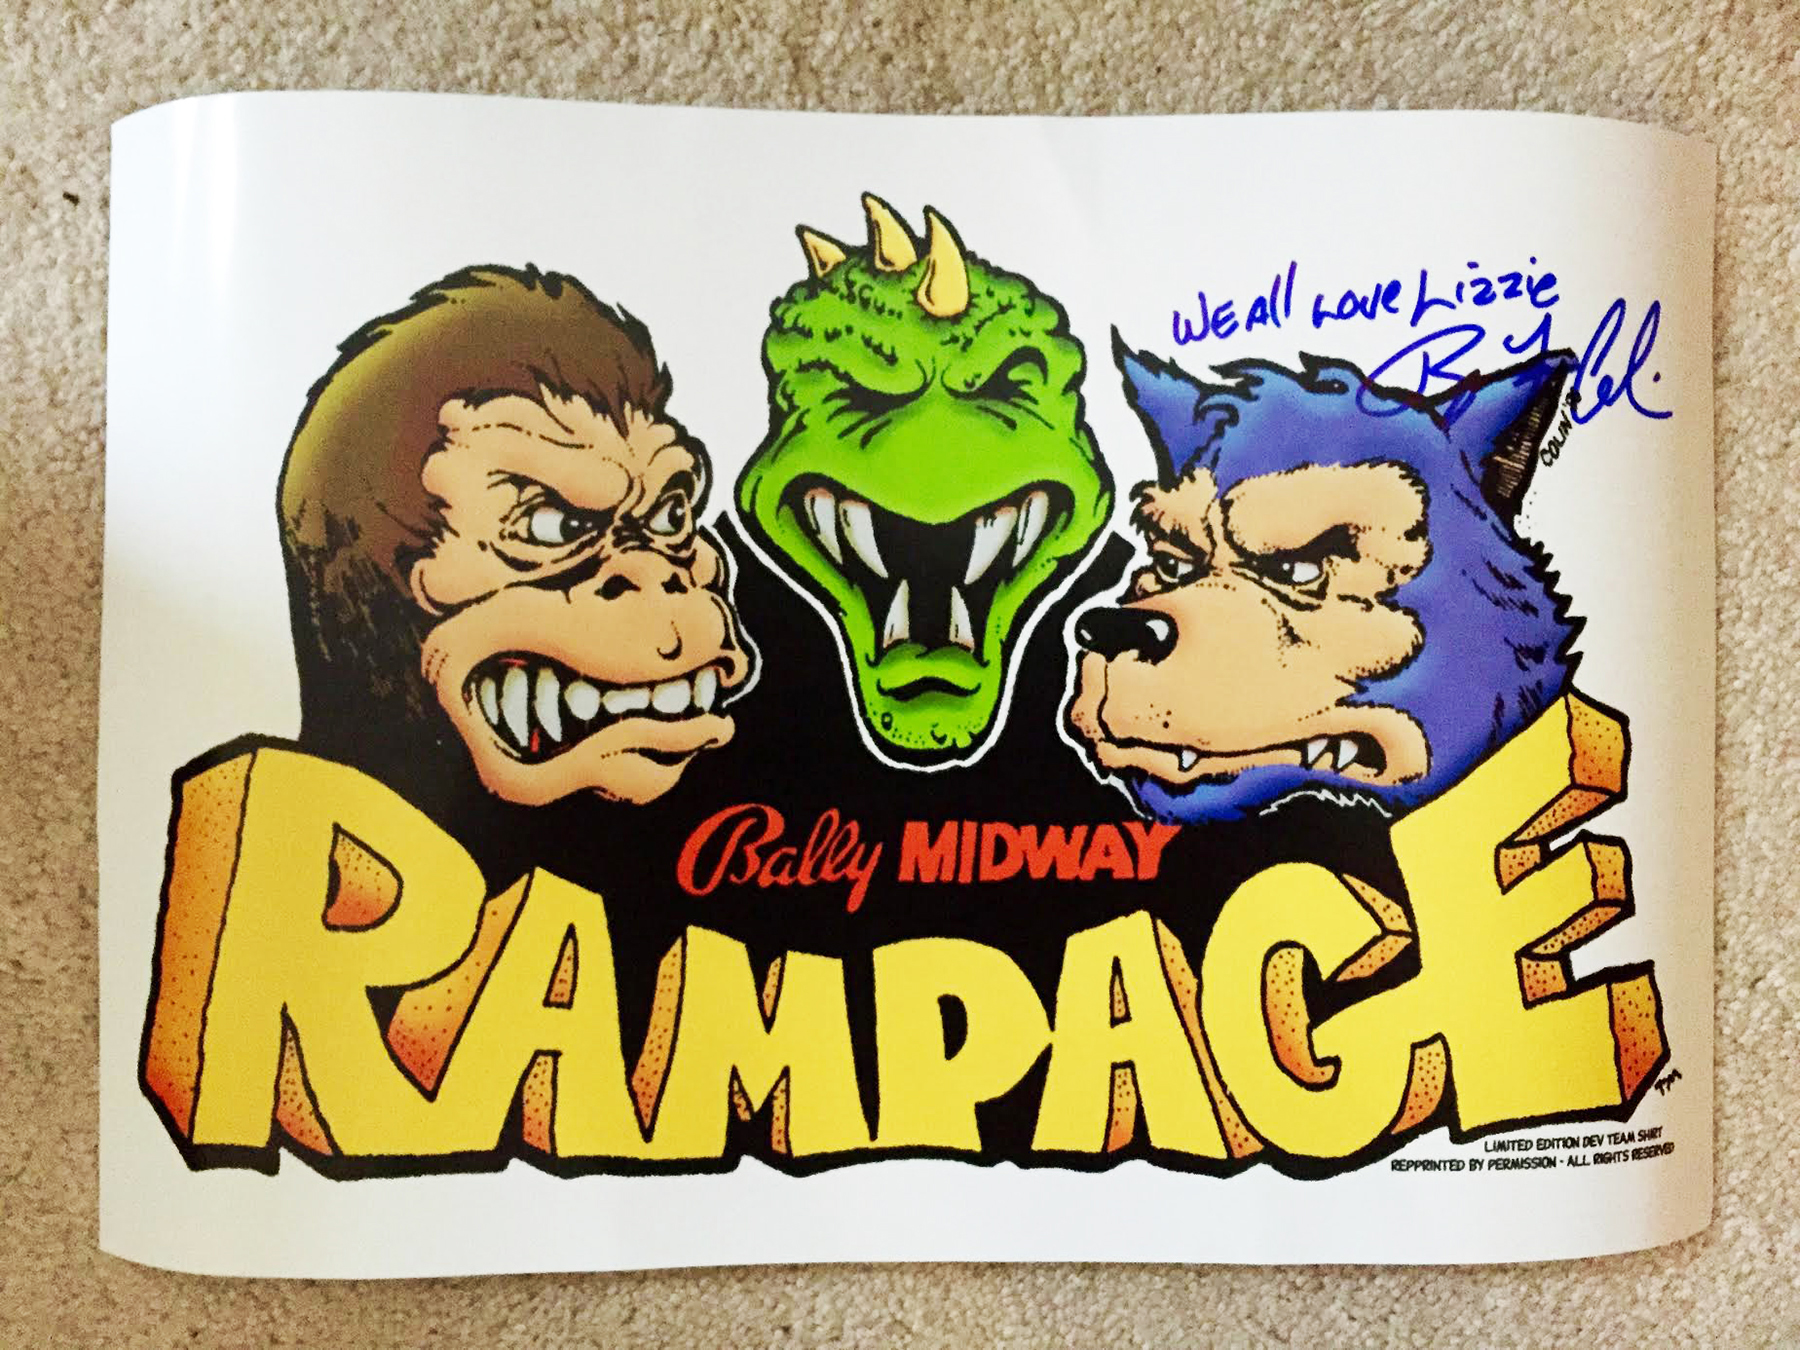 WE All Love Lizzie
COLIN
Bally MIDWAY
RAMPAGE
TM
LIMITED EDITION DEV TEAM SHIRT
REPPRINTED BY PERMISSION - ALL RIGHTS RESERVED